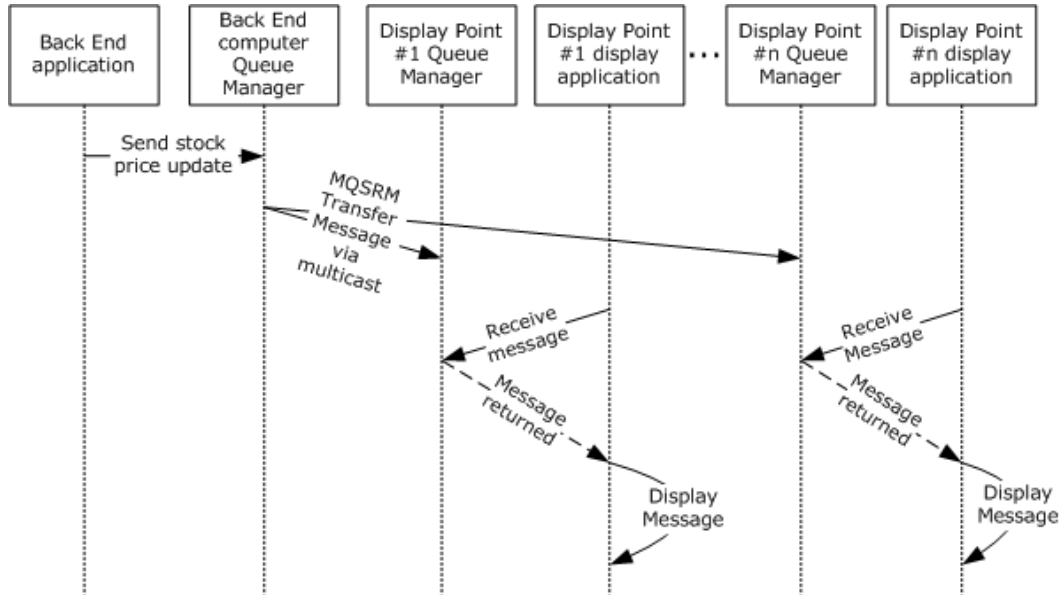 Back End
application
Back End
computer
Queue
Manager
Display Point
#1 Queue
Manager
Display Point
#1 display
application
...
Display Point
#n Queue
Manager
Display Point
#n display
application
Send stock
price update
MQSRM
Transfer
Message
via
multicast
Receive
message
Receive
Message
Message
returned
Message
returned
Display
Message
Display
Message